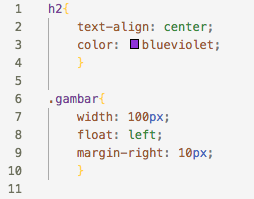 1 h2{
2 text-align: center;
3 color: blueviolet;
4 }
5
6 .gambar{
7 width: 100px;
8 float: left;
9 margin-right: 10px;
10 }
11